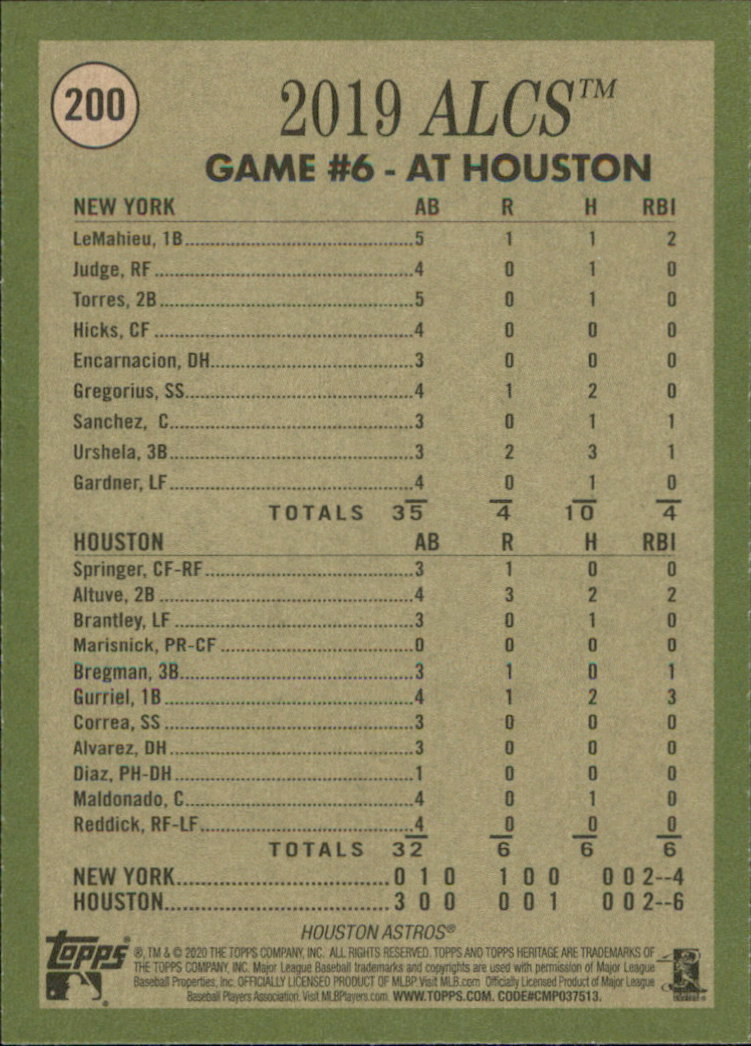 200
2019 ALCS™
GAME #6 - AT HOUSTON
NEW YORK AB R H RBI
LeMahieu, 1B 5 1 1 2
Judge, RF 4 0 1 0
Torres, 2B 5 0 1 0
Hicks, CF 4 0 0 0
Encarnacion, DH 3 0 0 0
Gregorius, SS 4 1 2 0
Sanchez, C 3 0 1 1
Urshela, 3B 3 2 3 1
Gardner, LF 4 0 1 0
TOTALS 35 4 10 4
HOUSTON AB R H RBI
Springer, CF-RF 3 1 0 0
Altuve, 2B 4 3 2 2
Brantley, LF 3 0 1 0
Marisnick, PR-CF 0 0 0 0
Bregman, 3B 3 1 0 1
Gurriel, 1B 4 1 2 3
Correa, SS 3 0 0 0
Alvarez, DH 3 0 0 0
Diaz, PH-DH 1 0 0 0
Maldonado, C 4 0 1 0
Reddick, RF-LF 4 0 0 0
TOTALS 32 6 6 6
NEW YORK 0 1 0 1 0 0 0 0 2--4
HOUSTON 3 0 0 0 0 1 0 0 2--6
HOUSTON ASTROS®
Topps ®, TM & © 2020 THE TOPPS COMPANY, INC. ALL RIGHTS RESERVED. TOPPS AND TOPPS HERITAGE ARE TRADEMARKS OF
THE TOPPS COMPANY, INC. Major League Baseball trademarks and copyrights are used with permission of Major League
Baseball Properties, Inc. OFFICIALLY LICENSED PRODUCT OF MLBP Visit MLB.com Officially Licensed Product of Major League
Baseball Players Association. Visit MLBPlayers.com. WWW.TOPPS.COM. CODE#CMP037513.